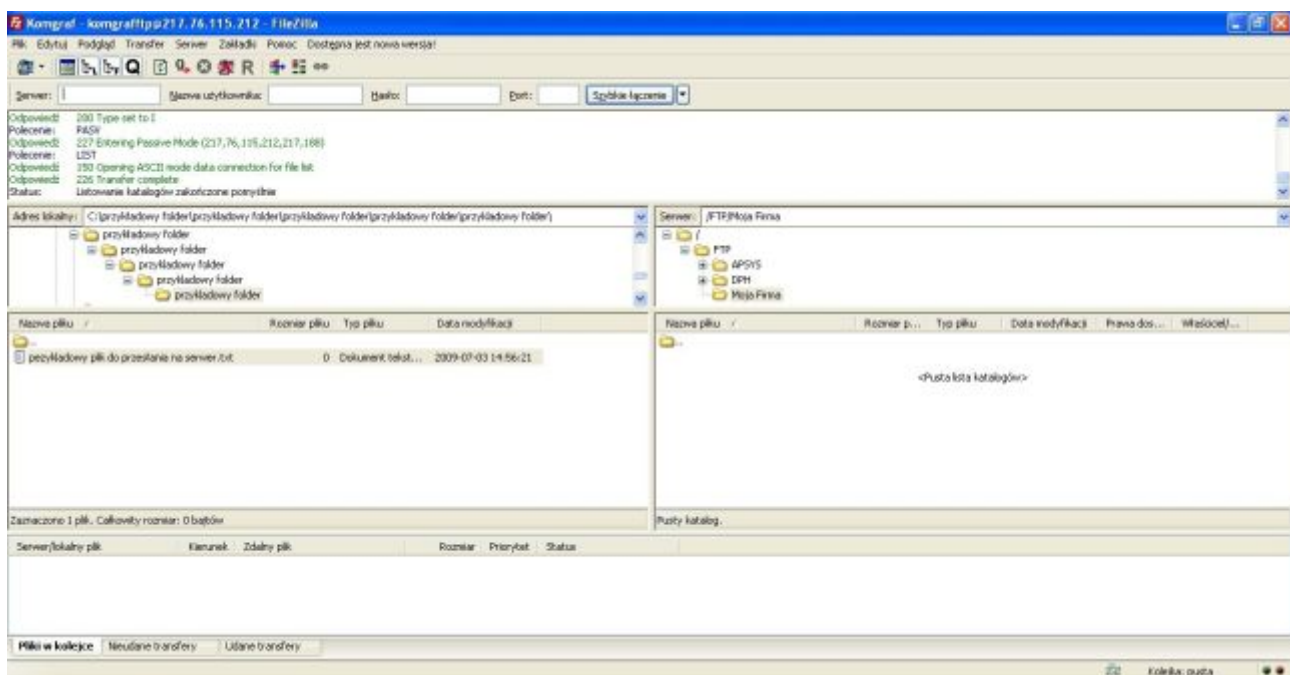 Komgraf - komgrafftp@217.76.115.212 - FileZilla
Plik Edytuj Podgląd Transfer Serwer Zakładki Pomoc Dostępna jest nowa wersja!
Serwer: Nazwa użytkownika: Hasło: Port: Szybkie łączenie
Odpowiedź: 200 Type set to I
Polecenie: PASV
Odpowiedź: 227 Entering Passive Mode (217,76,115,212,217,188)
Polecenie: LIST
Odpowiedź: 150 Opening ASCII mode data connection for file list
Odpowiedź: 226 Transfer complete
Status: Listowanie katalogów zakończone pomyślnie
Adres lokalny: C:\przykładowy folder\przykładowy folder\przykładowy folder\przykładowy folder\przykładowy folder\
przykładowy folder
przykładowy folder
przykładowy folder
przykładowy folder
przykładowy folder
Serwer: /FTP/Moja Firma
/
FTP
APSYS
DPH
Moja Firma
Nazwa pliku / Rozmiar pliku Typ pliku Data modyfikacji
..
pezykładowy plik do przesłania na serwer.txt 0 Dokument tekst... 2009-07-03 14:56:21
Zaznaczono 1 plik. Całkowity rozmiar: 0 bajtów
Nazwa pliku / Rozmiar p... Typ pliku Data modyfikacji Prawa dos... Właściciel/...
..
<Pusta lista katalogów>
Pusty katalog.
Serwer/lokalny plik Kierunek Zdalny plik Rozmiar Priorytet Status
Pliki w kolejce Nieudane transfery Udane transfery
Kolejka: pusta